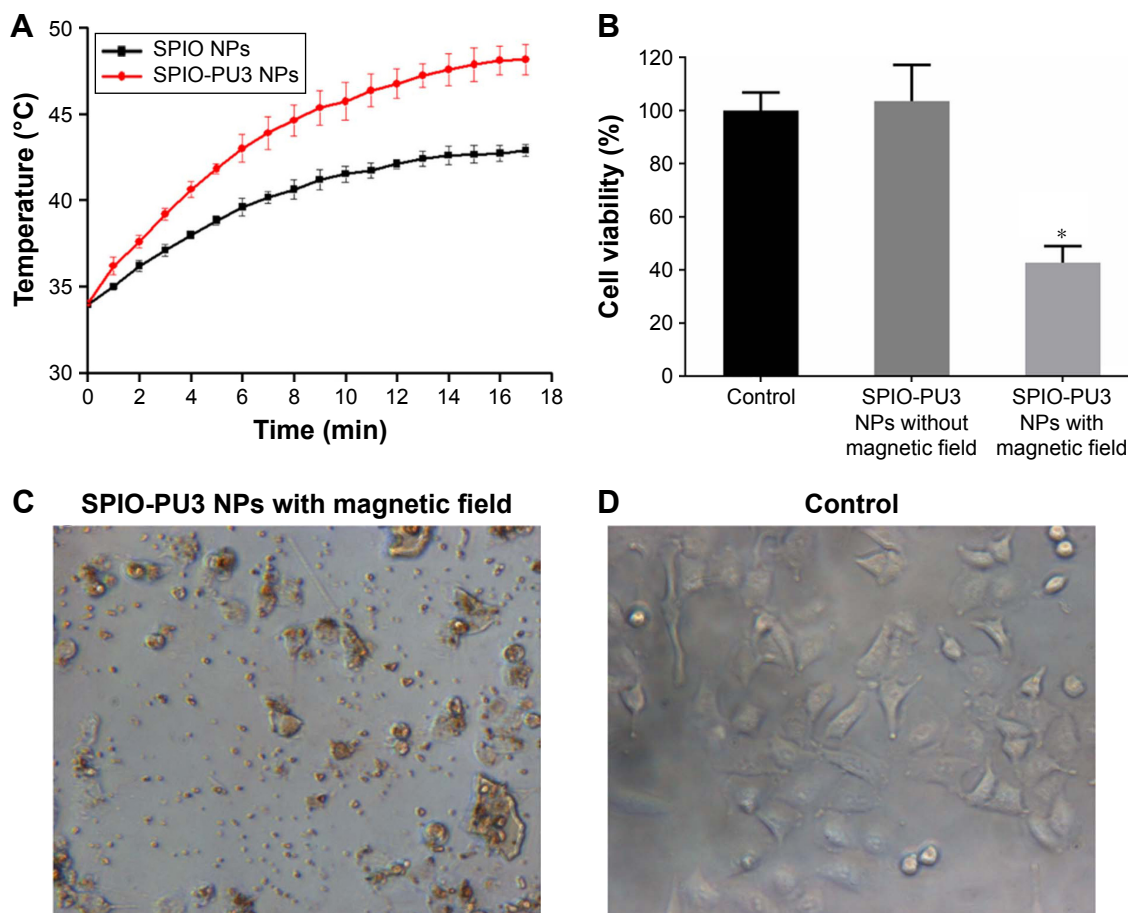 A
50
45
40
35
30
Temperature (°C)
SPIO NPs
SPIO-PU3 NPs
0 2 4 6 8 10 12 14 16 18
Time (min)
B
120
100
80
60
40
20
0
Cell viability (%)
*
Control
SPIO-PU3
NPs without
magnetic field
SPIO-PU3
NPs with
magnetic field
C SPIO-PU3 NPs with magnetic field
D Control